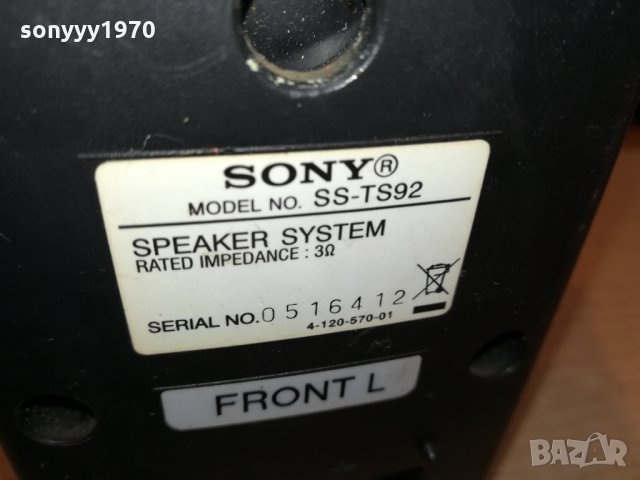 sonyyy1970
SONY®
MODEL NO. SS-TS92
SPEAKER SYSTEM
RATED IMPEDANCE : 3Ω
SERIAL NO. 0516412
4-120-570-01
FRONT L
BAZAR